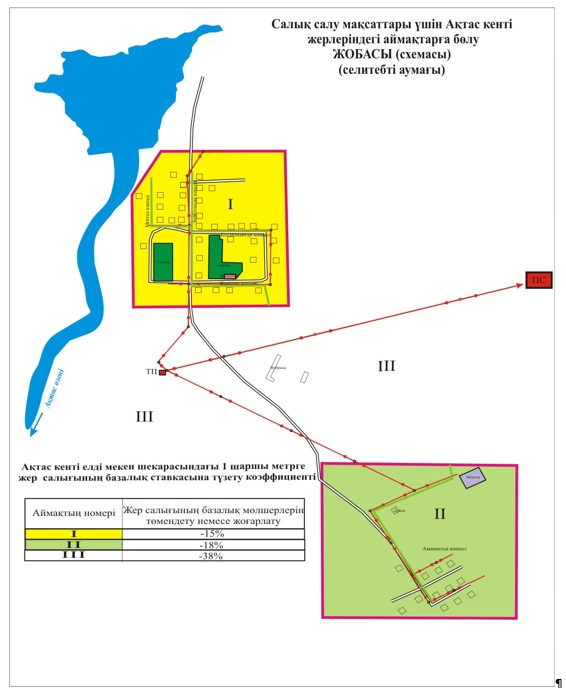 Салық салу мақсаттары үшін Ақтас кенті
жерлеріндегі аймақтарға бөлу
ЖОБАСЫ (схемасы)
(селитебті аумағы)
I
ПС
III
ТП
III
Ақтас өзені
Ақтас кенті елді мекен шекарасындағы 1 шаршы метрге
жер салығының базалық ставкасына түзету коэффициенті
Аймақтың номері
Жер салығының базалық мөлшерлерін
төмендету немесе жоғарлату
I
-15%
II
-18%
III
-38%
II
¶